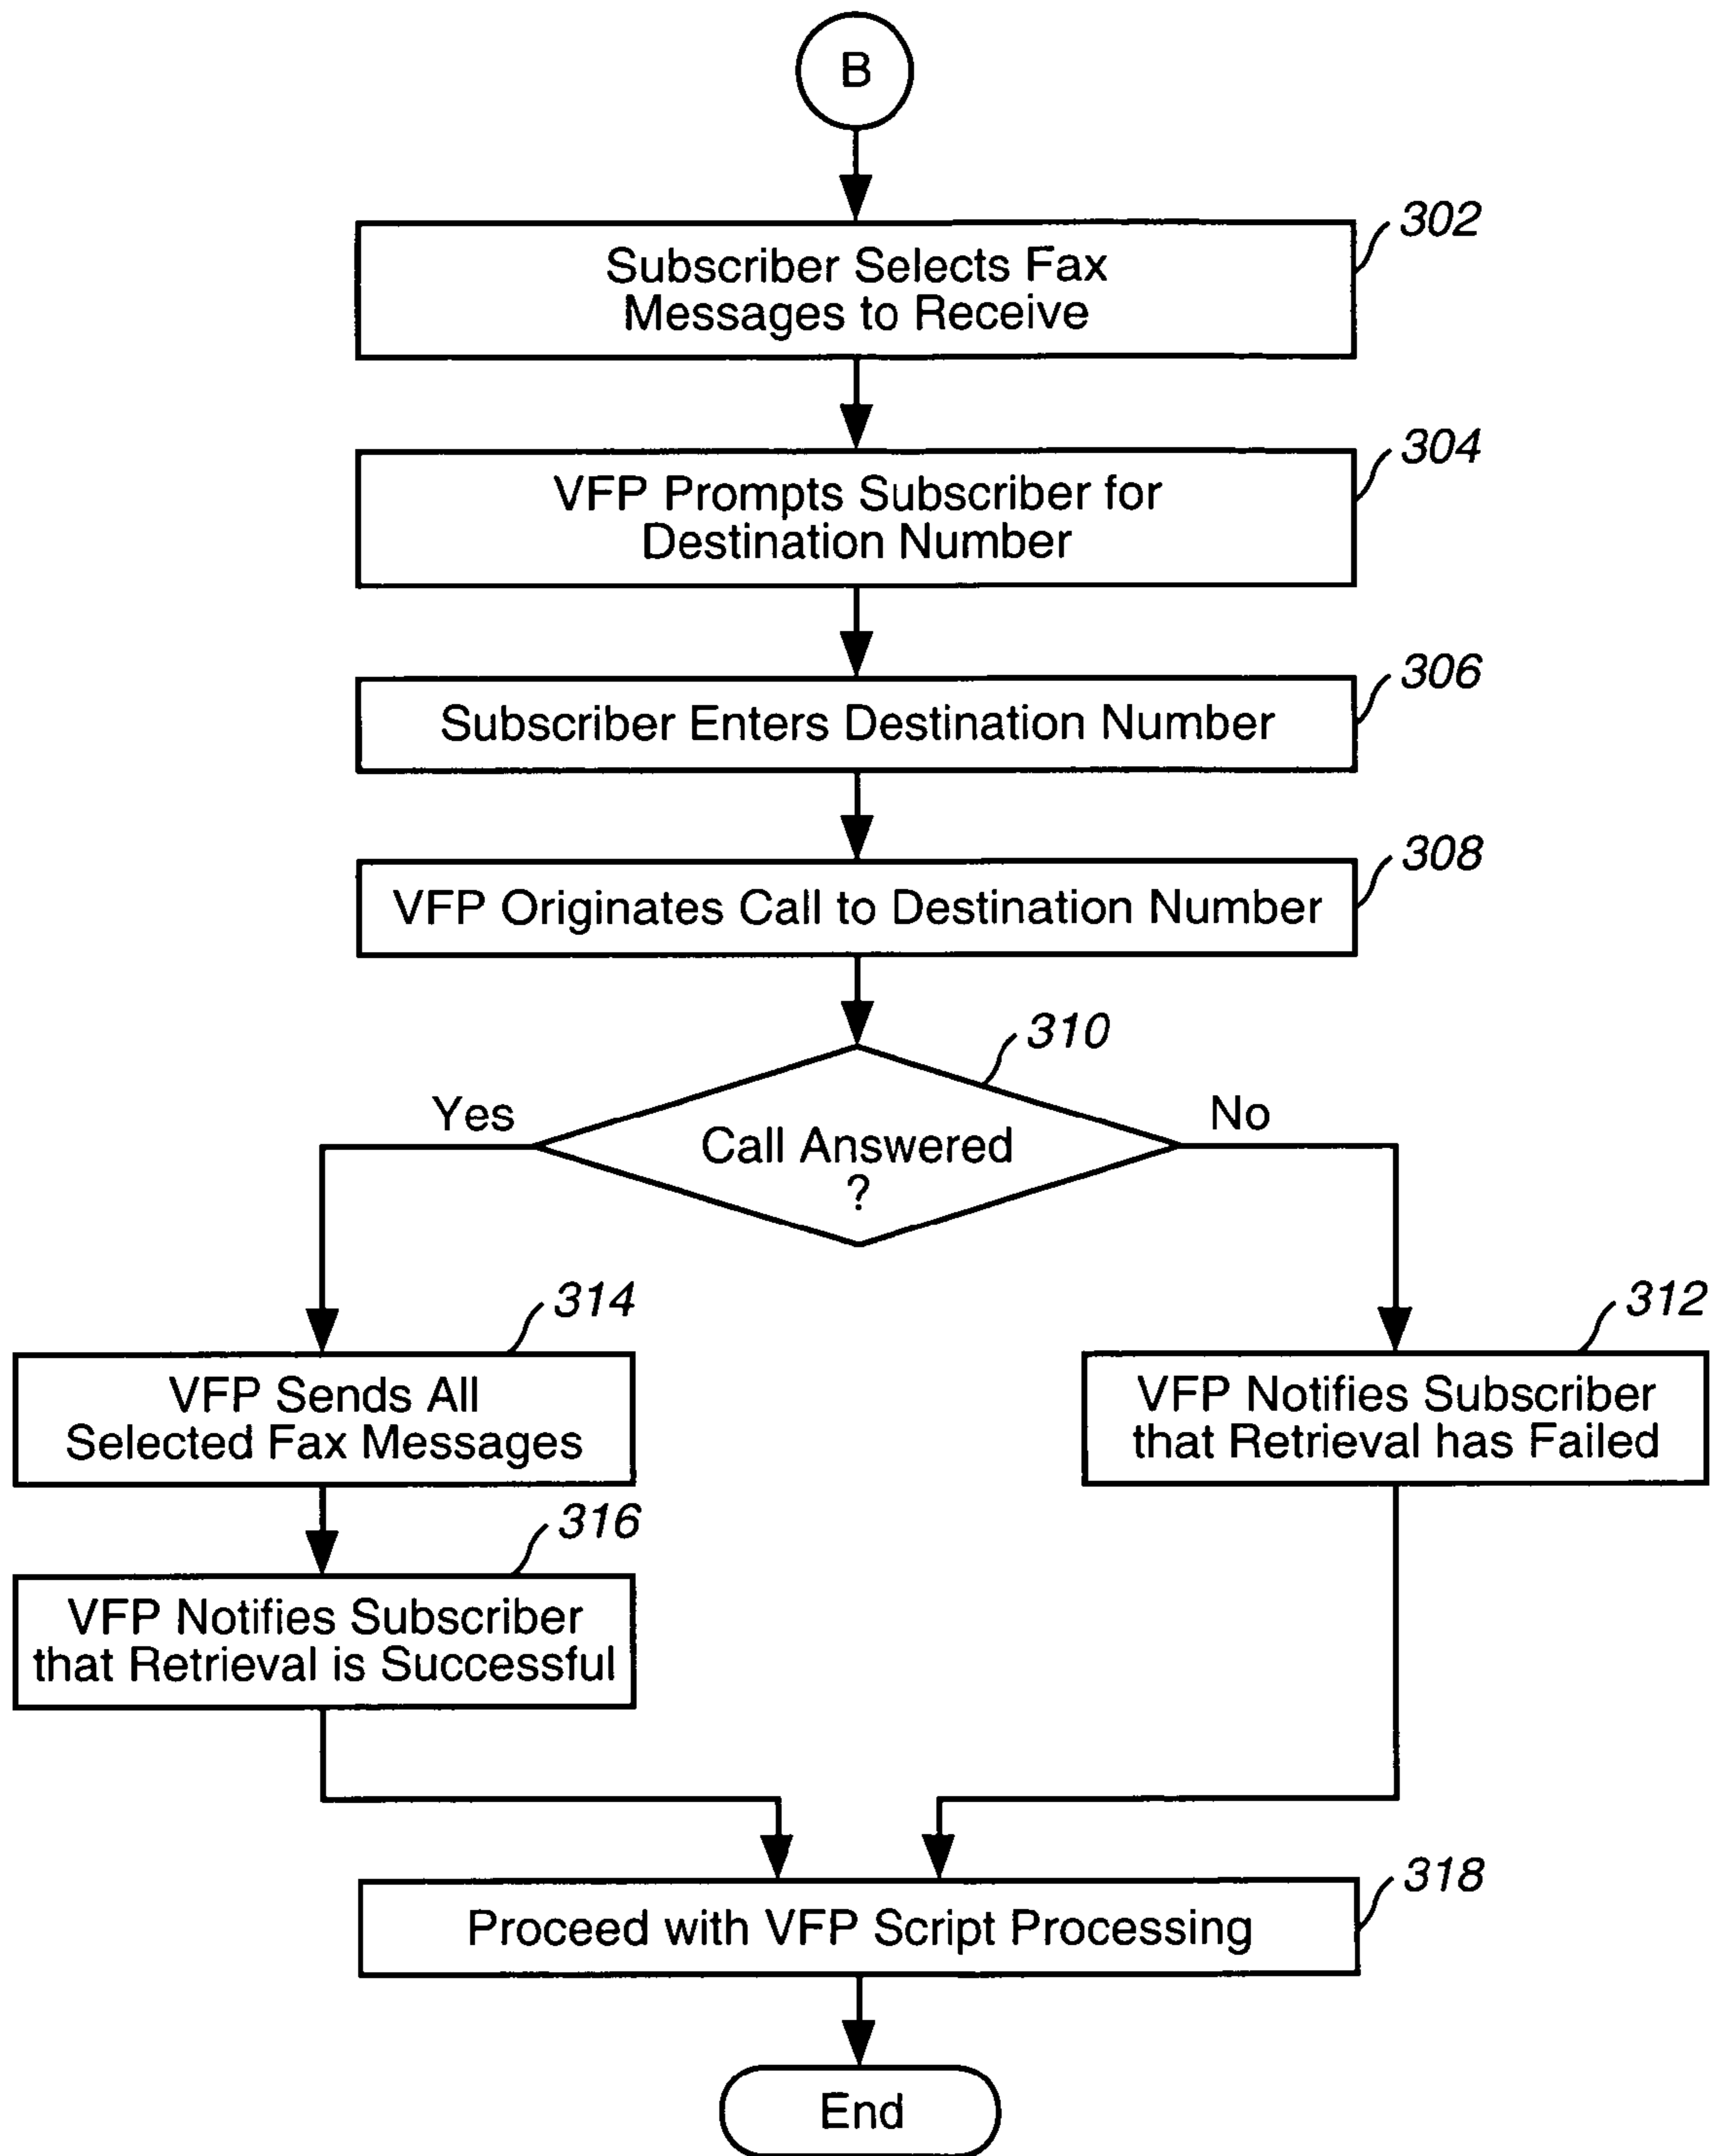 B
302
Subscriber Selects Fax
Messages to Receive
304
VFP Prompts Subscriber for
Destination Number
306
Subscriber Enters Destination Number
308
VFP Originates Call to Destination Number
310
Yes
No
Call Answered
?
314
312
VFP Sends All
Selected Fax Messages
VFP Notifies Subscriber
that Retrieval has Failed
316
VFP Notifies Subscriber
that Retrieval is Successful
318
Proceed with VFP Script Processing
End